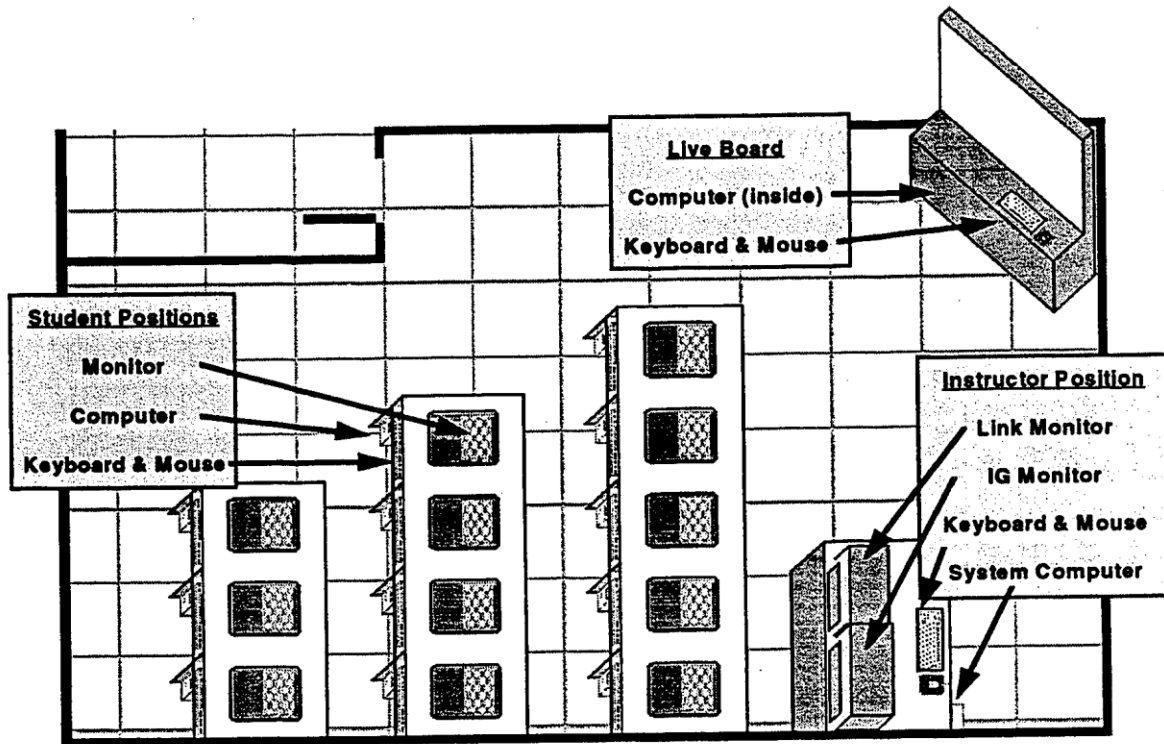 Live Board
Computer (inside)
Keyboard & Mouse
Student Positions
Monitor
Computer
Keyboard & Mouse
Instructor Position
Link Monitor
IG Monitor
Keyboard & Mouse
System Computer